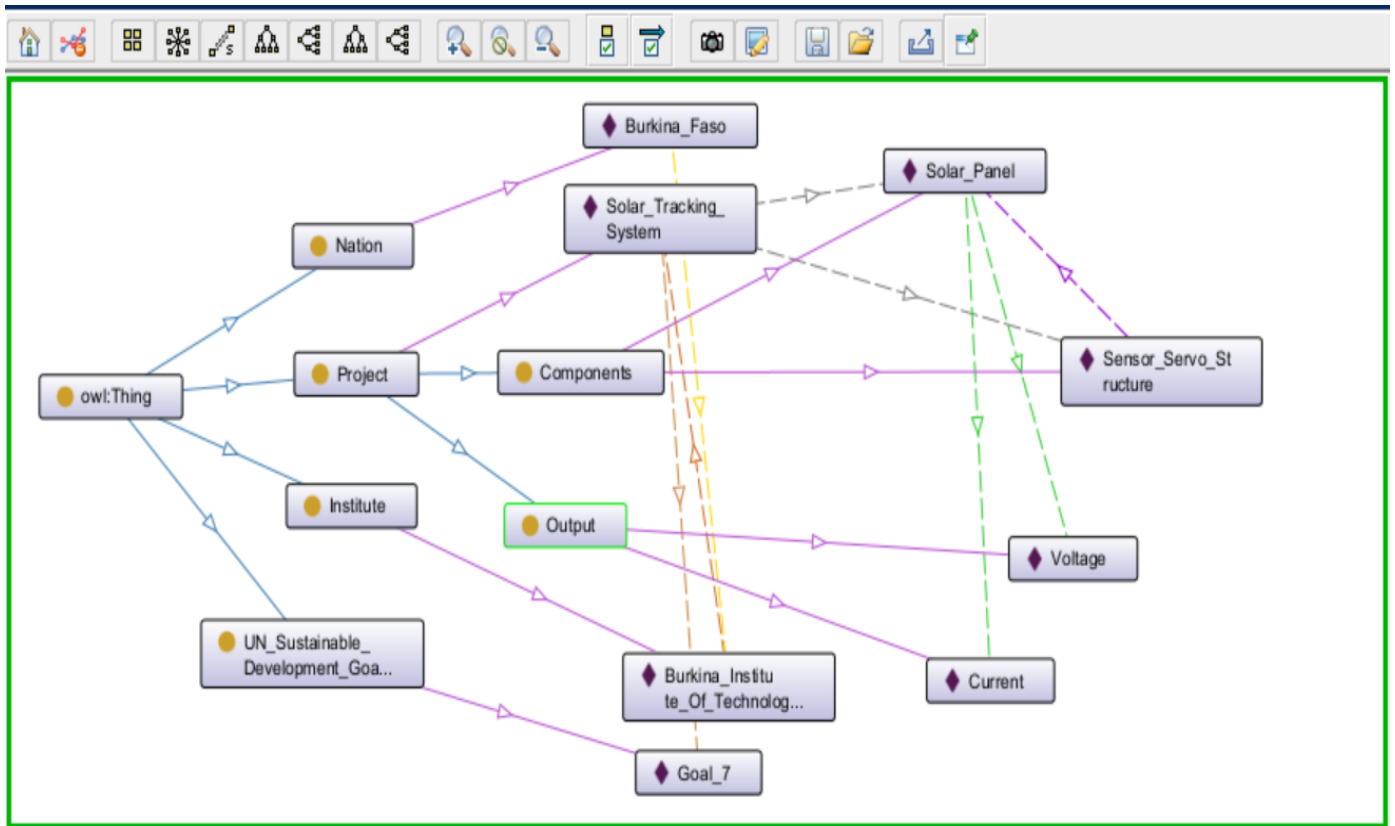 Burkina_Faso
Solar_Panel
Solar_Tracking_
System
Nation
Sensor_Servo_St
ructure
Project
Components
owl:Thing
Institute
Output
Voltage
UN_Sustainable_
Development_Goa...
Burkina_Institu
te_Of_Technolog...
Current
Goal_7